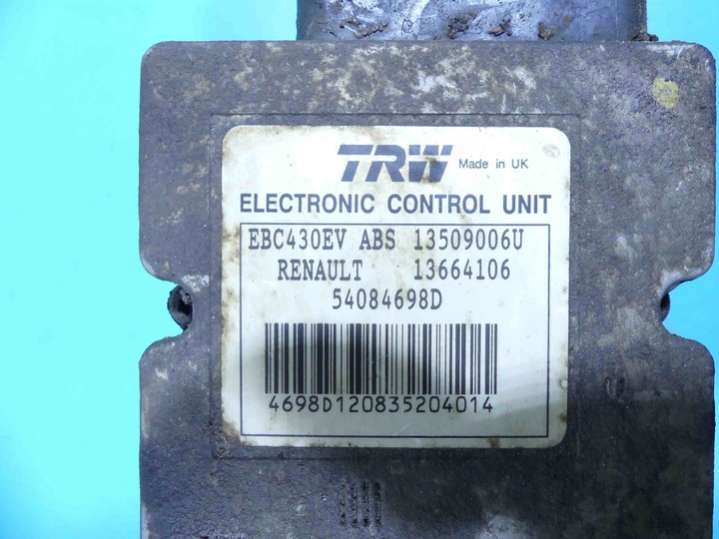 TRW Made in UK
ELECTRONIC CONTROL UNIT
EBC430EV ABS 13509006U
RENAULT 13664106
54084698D
4698D120835204014